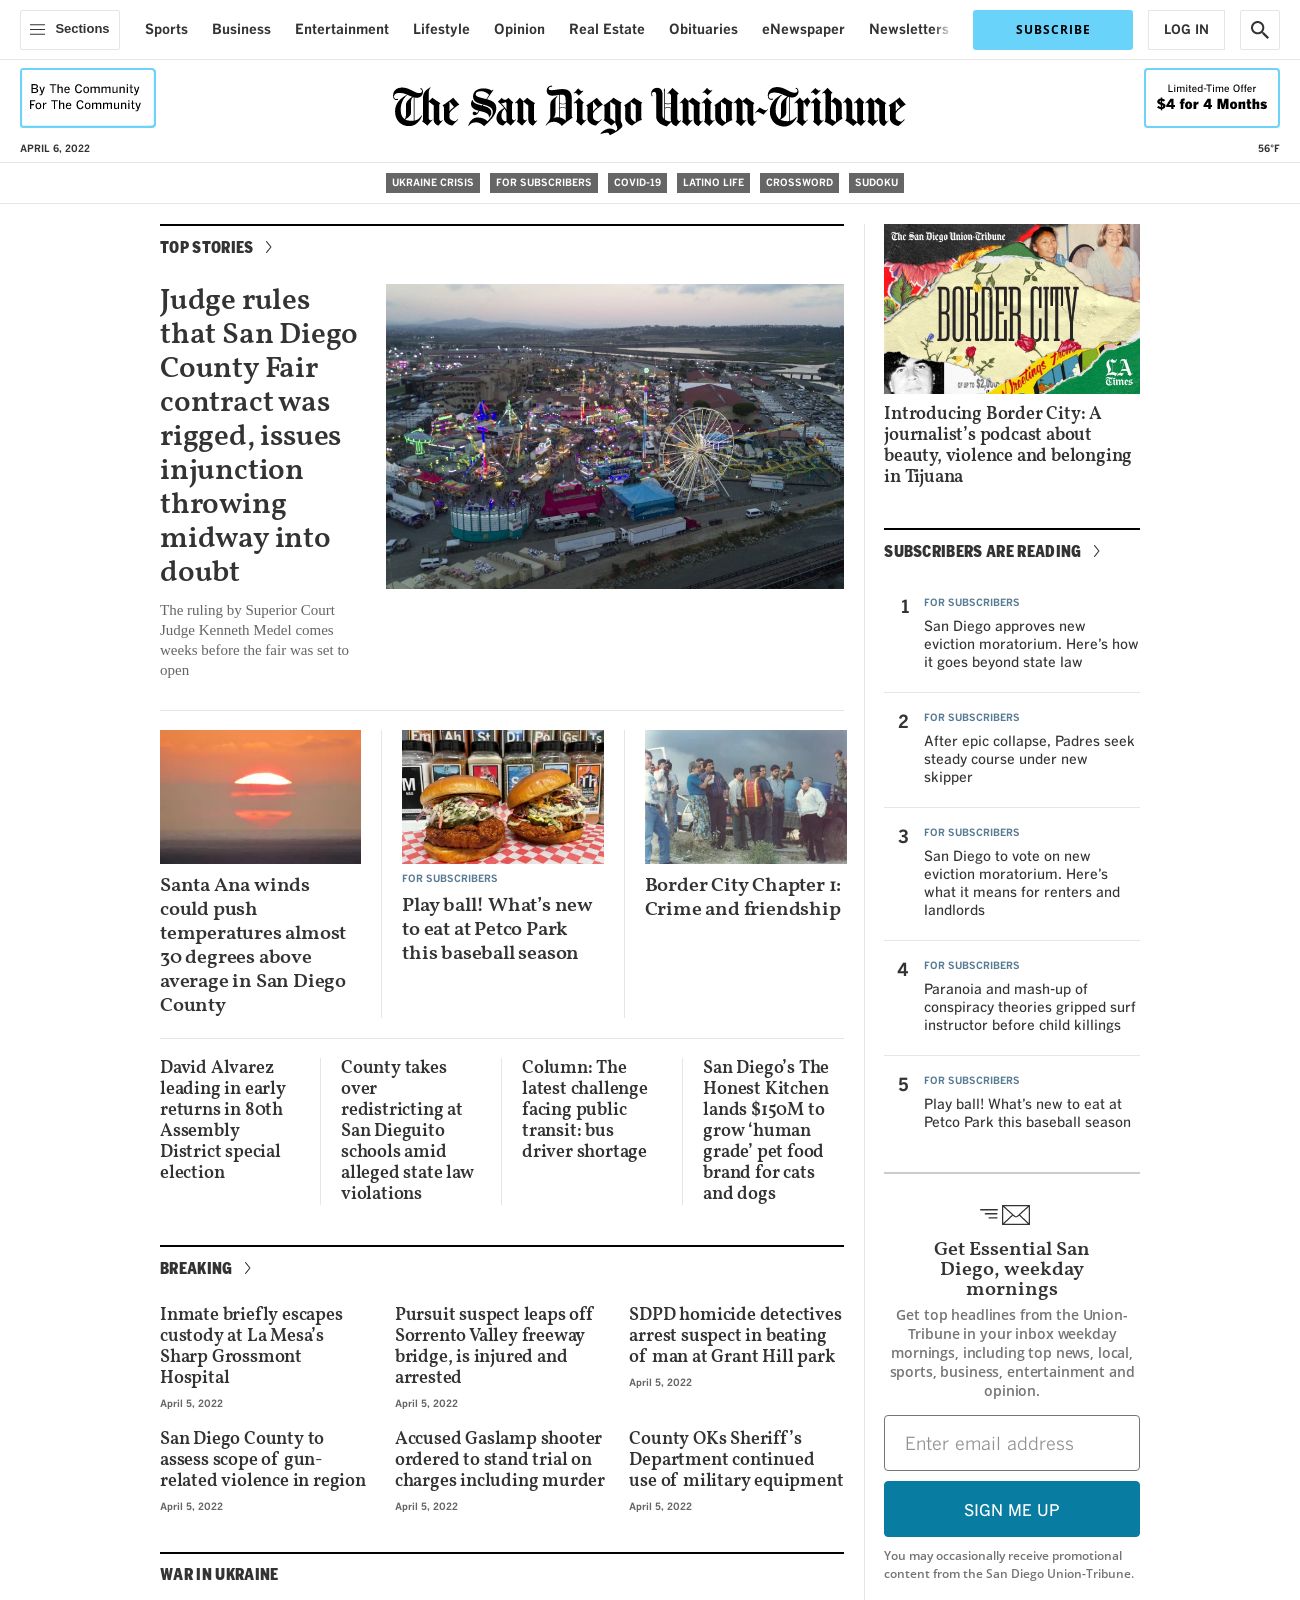 Sections
Sports
Business
Entertainment
Lifestyle
Opinion
Real Estate
Obituaries
eNewspaper
Newsletters
SUBSCRIBE
LOG IN
By The Community
For The Community
The San Diego Union-Tribune
Limited-Time Offer
$4 for 4 Months
APRIL 6, 2022
56°F
UKRAINE CRISIS
FOR SUBSCRIBERS
COVID-19
LATINO LIFE
CROSSWORD
SUDOKU
TOP STORIES
Judge rules
that San Diego
County Fair
contract was
rigged, issues
injunction
throwing
midway into
doubt
The ruling by Superior Court
Judge Kenneth Medel comes
weeks before the fair was set to
open
Santa Ana winds
could push
temperatures almost
30 degrees above
average in San Diego
County
FOR SUBSCRIBERS
Play ball! What’s new
to eat at Petco Park
this baseball season
Border City Chapter 1:
Crime and friendship
David Alvarez
leading in early
returns in 80th
Assembly
District special
election
County takes
over
redistricting at
San Dieguito
schools amid
alleged state law
violations
Column: The
latest challenge
facing public
transit: bus
driver shortage
San Diego’s The
Honest Kitchen
lands $150M to
grow ‘human
grade’ pet food
brand for cats
and dogs
BREAKING
Inmate briefly escapes
custody at La Mesa’s
Sharp Grossmont
Hospital
April 5, 2022
Pursuit suspect leaps off
Sorrento Valley freeway
bridge, is injured and
arrested
April 5, 2022
SDPD homicide detectives
arrest suspect in beating
of man at Grant Hill park
April 5, 2022
San Diego County to
assess scope of gun-
related violence in region
April 5, 2022
Accused Gaslamp shooter
ordered to stand trial on
charges including murder
April 5, 2022
County OKs Sheriff’s
Department continued
use of military equipment
April 5, 2022
WAR IN UKRAINE
The San Diego Union-Tribune
BORDER CITY
Greetings from
LA
Times
Introducing Border City: A
journalist’s podcast about
beauty, violence and belonging
in Tijuana
SUBSCRIBERS ARE READING
1
FOR SUBSCRIBERS
San Diego approves new
eviction moratorium. Here’s how
it goes beyond state law
2
FOR SUBSCRIBERS
After epic collapse, Padres seek
steady course under new
skipper
3
FOR SUBSCRIBERS
San Diego to vote on new
eviction moratorium. Here’s
what it means for renters and
landlords
4
FOR SUBSCRIBERS
Paranoia and mash-up of
conspiracy theories gripped surf
instructor before child killings
5
FOR SUBSCRIBERS
Play ball! What’s new to eat at
Petco Park this baseball season
Get Essential San
Diego, weekday
mornings
Get top headlines from the Union-
Tribune in your inbox weekday
mornings, including top news, local,
sports, business, entertainment and
opinion.
Enter email address
SIGN ME UP
You may occasionally receive promotional
content from the San Diego Union-Tribune.